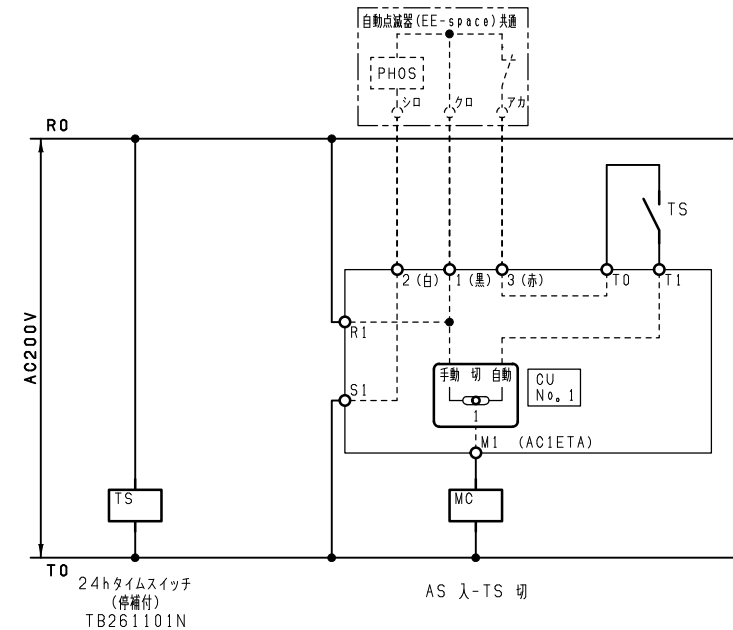 自動点滅器(EE-space)共通
PHOS
シロ
クロ
アカ
R0
TS
2(白)
1(黒)
3(赤)
T0
T1
R1
AC200V
手動 切 自動
CU
No. 1
S1
1
M1 (AC1ETA)
TS
MC
T0
24hタイムスイッチ
(停補付)
TB261101N
AS 入-TS 切